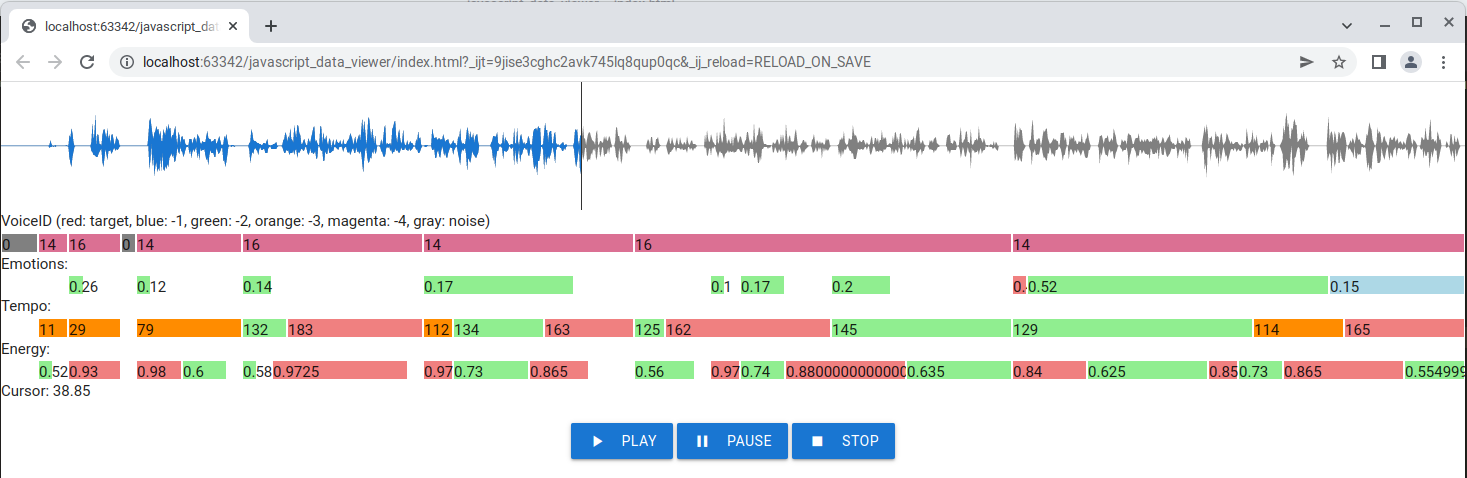 localhost:63342/javascript_dat
localhost:63342/javascript_data_viewer/index.html?_ijt=9jise3cghc2avk745lq8qup0qc&_ij_reload=RELOAD_ON_SAVE
VoiceID (red: target, blue: -1, green: -2, orange: -3, magenta: -4, gray: noise)
0 14 16 0 14 16 14 16 14
Emotions:
0.26 0.12 0.14 0.17 0.1 0.17 0.2 0. 0.52 0.15
Tempo:
11 29 79 132 183 112 134 163 125 162 145 129 114 165
Energy:
0.52 0.93 0.98 0.6 0.58 0.9725 0.97 0.73 0.865 0.56 0.97 0.74 0.8800000000000 0.635 0.84 0.625 0.85 0.73 0.865 0.554999
Cursor: 38.85
PLAY PAUSE STOP